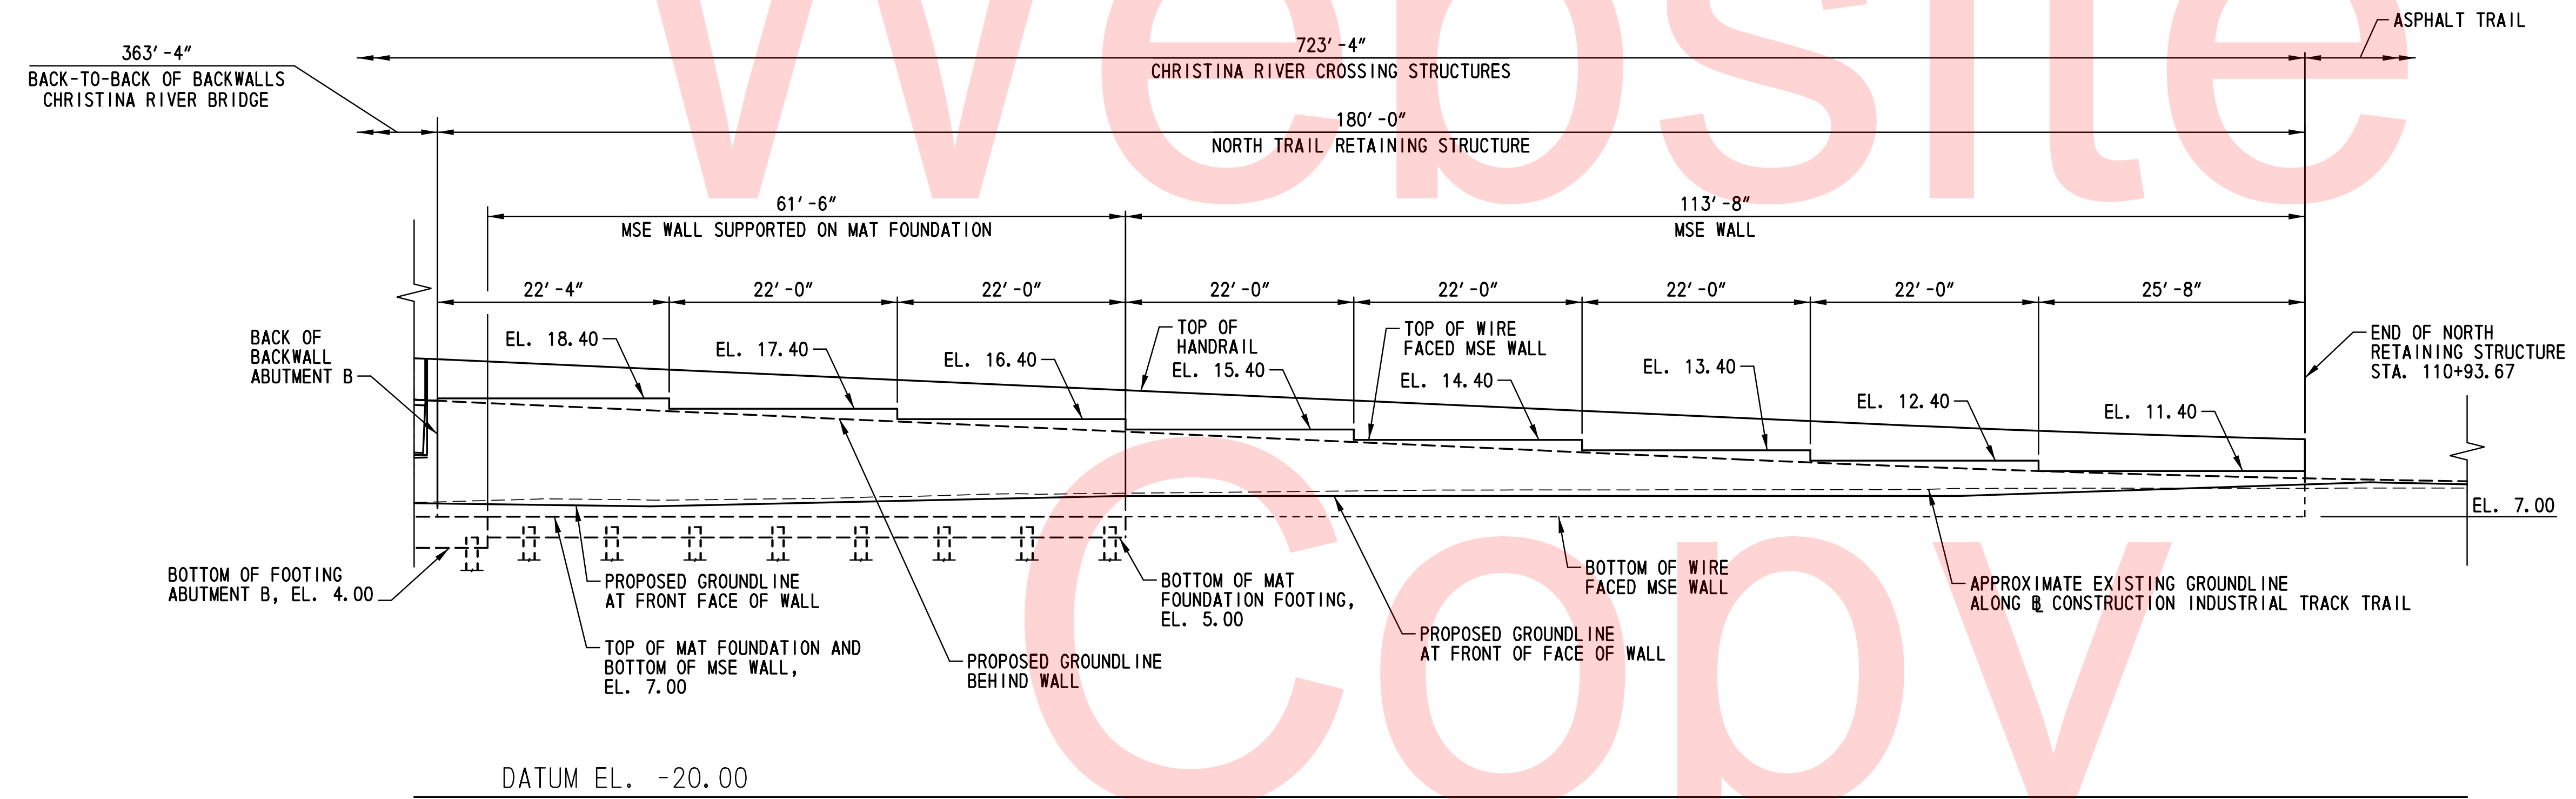 Website
ASPHALT TRAIL
363'-4"
BACK-TO-BACK OF BACKWALLS
CHRISTINA RIVER BRIDGE
723'-4"
CHRISTINA RIVER CROSSING STRUCTURES
180'-0"
NORTH TRAIL RETAINING STRUCTURE
61'-6"
MSE WALL SUPPORTED ON MAT FOUNDATION
113'-8"
MSE WALL
22'-4"
22'-0"
22'-0"
22'-0"
22'-0"
22'-0"
22'-0"
25'-8"
BACK OF
BACKWALL
ABUTMENT B
EL. 18.40
EL. 17.40
EL. 16.40
TOP OF
HANDRAIL
EL. 15.40
TOP OF WIRE
FACED MSE WALL
EL. 14.40
EL. 13.40
EL. 12.40
EL. 11.40
END OF NORTH
RETAINING STRUCTURE
STA. 110+93.67
EL. 7.00
BOTTOM OF FOOTING
ABUTMENT B, EL. 4.00
PROPOSED GROUNDLINE
AT FRONT FACE OF WALL
TOP OF MAT FOUNDATION AND
BOTTOM OF MSE WALL,
EL. 7.00
PROPOSED GROUNDLINE
BEHIND WALL
BOTTOM OF MAT
FOUNDATION FOOTING,
EL. 5.00
PROPOSED GROUNDLINE
AT FRONT OF FACE OF WALL
BOTTOM OF WIRE
FACED MSE WALL
APPROXIMATE EXISTING GROUNDLINE
ALONG BL CONSTRUCTION INDUSTRIAL TRACK TRAIL
Copy
DATUM EL. -20.00